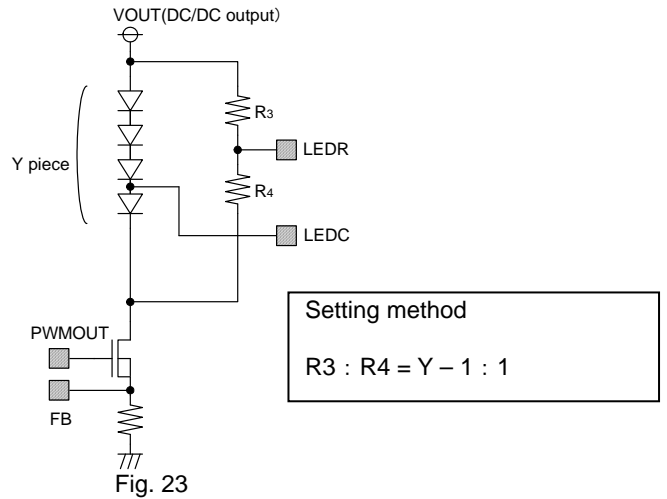 VOUT(DC/DC output)
R3
LEDR
Y piece
R4
LEDC
Setting method
PWMOUT
R3 : R4 = Y – 1 : 1
FB
Fig. 23